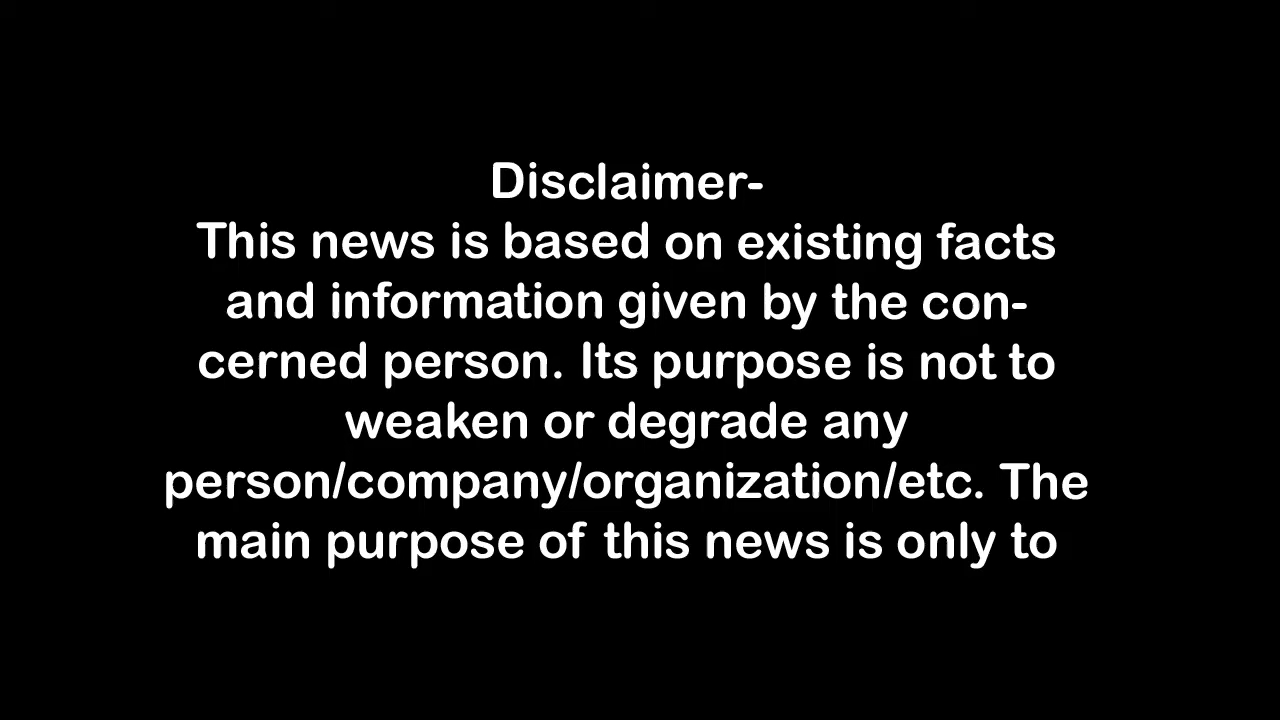 Disclaimer-
This news is based on existing facts
and information given by the con-
cerned person. Its purpose is not to
weaken or degrade any
person/company/organization/etc. The
main purpose of this news is only to